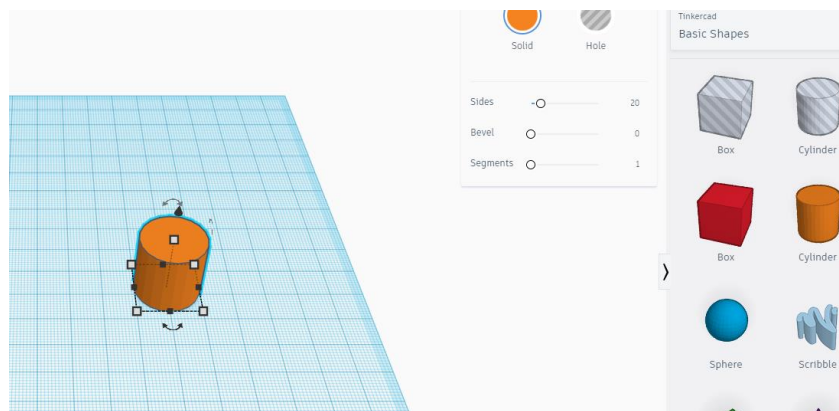 Tinkercad
Basic Shapes
Solid
Hole
Sides
20
Bevel
0
Segments
1
Box
Cylinder
Box
Cylinder
Sphere
Scribble